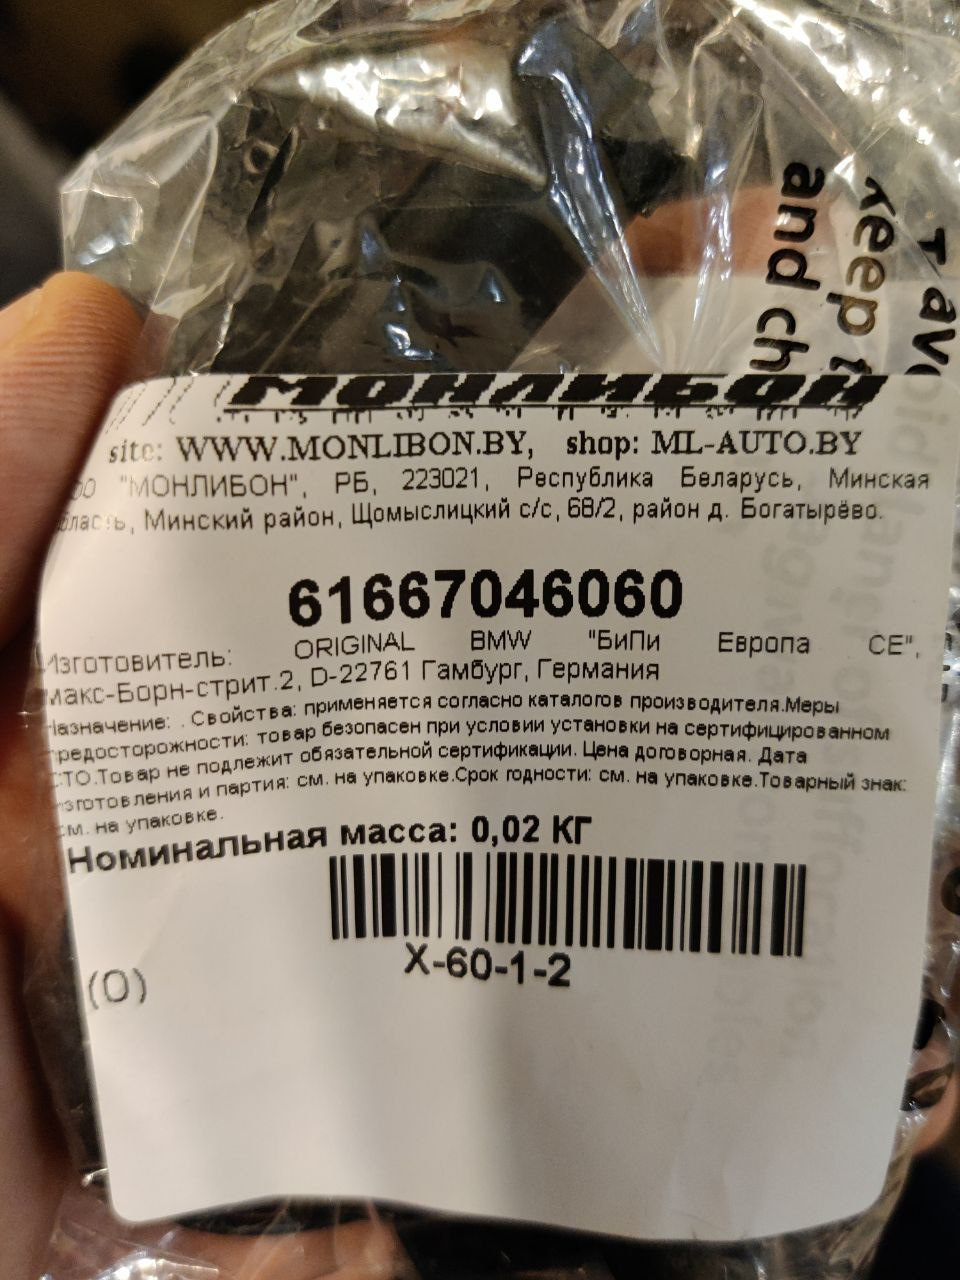 and ch
keep t
т avo
МОНЛИБОН
site: WWW.MONLIBON.BY, shop: ML-AUTO.BY
"МОНЛИБОН", РБ, 223021, Республика Беларусь, Минская
область, Минский район, Щомыслицкий с/с, 68/2, район д. Богатырёво.
61667046060
Изготовитель: ORIGINAL BMW "БиПи Европа СЕ",
макс-Борн-стрит.2, D-22761 Гамбург, Германия
Назначение: . Свойства: применяется согласно каталогов производителя.Меры
предосторожности: товар безопасен при условии установки на сертифицированном
СТО.Товар не подлежит обязательной сертификации. Цена договорная. Дата
изготовления и партия: см. на упаковке.Срок годности: см. на упаковке.Товарный знак:
см. на упаковке.
Номинальная масса: 0,02 КГ
X-60-1-2
(O)